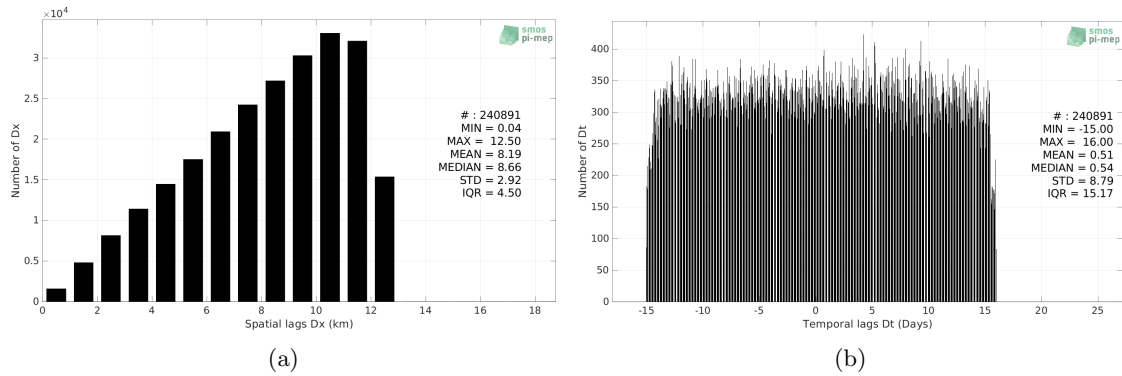 ×10⁴
smos
pi-mep
3
2.5
2
1.5
1
0.5
0
Number of Dx
# : 240891
MIN = 0.04
MAX = 12.50
MEAN = 8.19
MEDIAN = 8.66
STD = 2.92
IQR = 4.50
0 2 4 6 8 10 12 14 16 18
Spatial lags Dx (km)
(a)
smos
pi-mep
400
350
300
250
200
150
100
50
0
Number of Dt
# : 240891
MIN = -15.00
MAX = 16.00
MEAN = 0.51
MEDIAN = 0.54
STD = 8.79
IQR = 15.17
-15 -10 -5 0 5 10 15 20 25
Temporal lags Dt (Days)
(b)